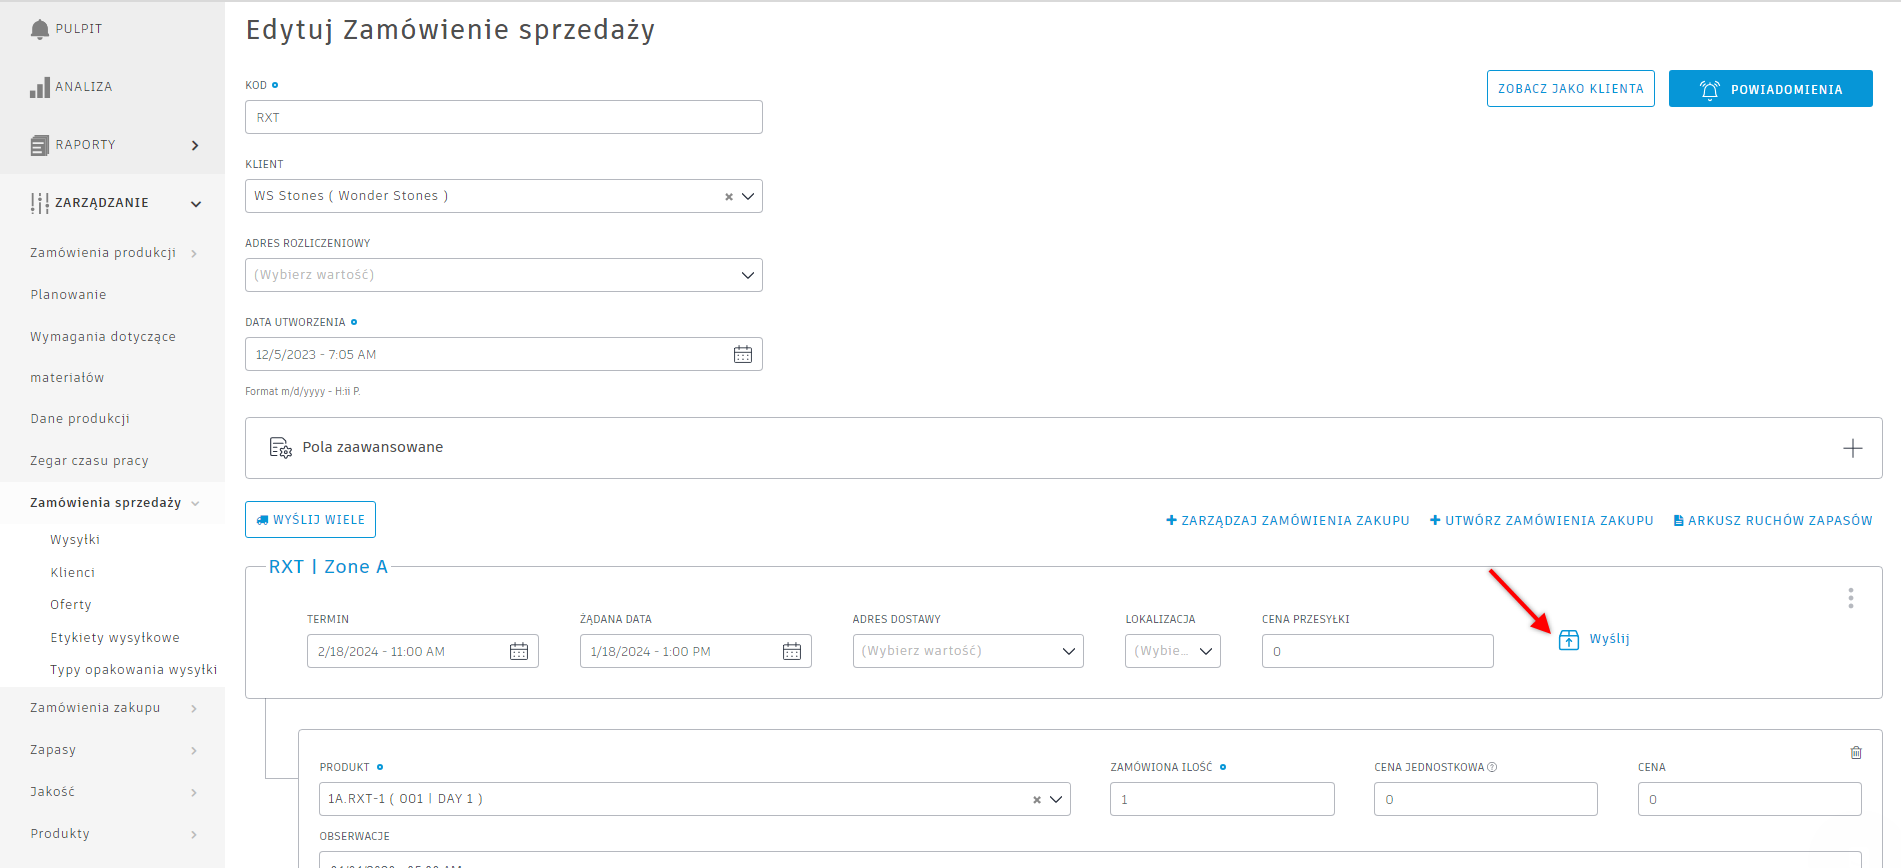 PULPIT
ANALIZA
RAPORTY
ZARZĄDZANIE
Zamówienia produkcji
Planowanie
Wymagania dotyczące
materiałów
Dane produkcji
Zegar czasu pracy
Zamówienia sprzedaży
Wysyłki
Klienci
Oferty
Etykiety wysyłkowe
Typy opakowania wysyłki
Zamówienia zakupu
Zapasy
Jakość
Produkty
Edytuj Zamówienie sprzedaży
ZOBACZ JAKO KLIENTA
POWIADOMIENIA
KOD
RXT
KLIENT
WS Stones ( Wonder Stones )
ADRES ROZLICZENIOWY
(Wybierz wartość)
DATA UTWORZENIA
12/5/2023 - 7:05 AM
Format m/d/yyyy - H:ii P.
Pola zaawansowane
WYŚLIJ WIELE
ZARZĄDZAJ ZAMÓWIENIA ZAKUPU
UTWÓRZ ZAMÓWIENIA ZAKUPU
ARKUSZ RUCHÓW ZAPASÓW
RXT | Zone A
TERMIN
2/18/2024 - 11:00 AM
ŻĄDANA DATA
1/18/2024 - 1:00 PM
ADRES DOSTAWY
(Wybierz wartość)
LOKALIZACJA
(Wybie...
CENA PRZESYŁKI
0
Wyślij
PRODUKT
1A.RXT-1 ( 001 | DAY 1 )
ZAMÓWIONA ILOŚĆ
1
CENA JEDNOSTKOWA
0
CENA
0
OBSERWACJE